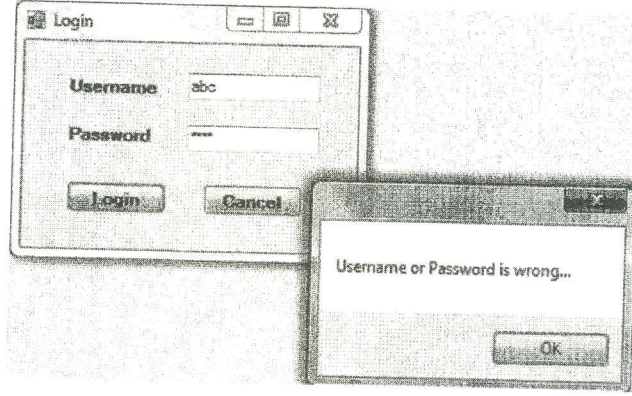 Login
Username abc
Password ****
Login Cancel
Username or Password is wrong...
OK